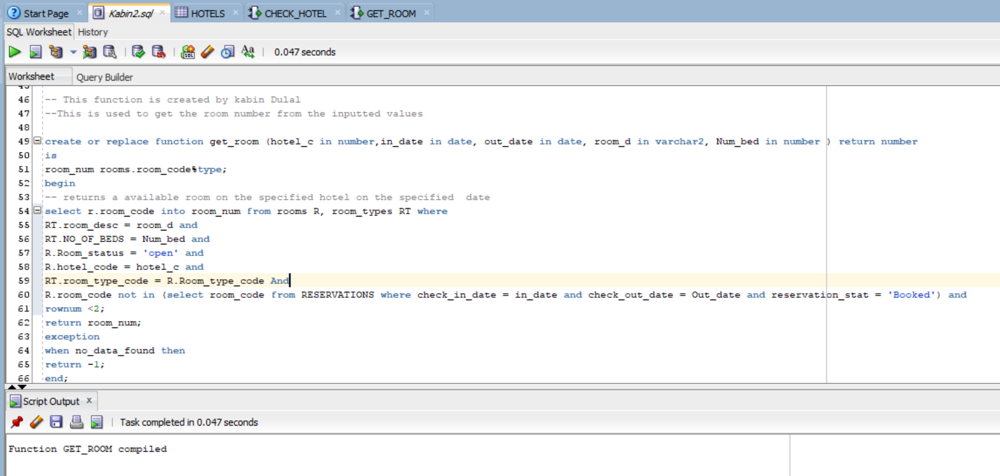 Start Page
Kabin2.sql
HOTELS
CHECK_HOTEL
GET_ROOM
SQL Worksheet History
0.047 seconds
Worksheet Query Builder
45
46 -- This function is created by kabin Dulal
47 --This is used to get the room number from the inputted values
48
49 create or replace function get_room (hotel_c in number,in_date in date, out_date in date, room_d in varchar2, Num_bed in number ) return number
50 is
51 room_num rooms.room_code%type;
52 begin
53 -- returns a available room on the specified hotel on the specified  date
54 select r.room_code into room_num from rooms R, room_types RT where
55 RT.room_desc = room_d and
56 RT.NO_OF_BEDS = Num_bed and
57 R.Room_status = 'open' and
58 R.hotel_code = hotel_c and
59 RT.room_type_code = R.Room_type_code And
60 R.room_code not in (select room_code from RESERVATIONS where check_in_date = in_date and check_out_date = Out_date and reservation_stat = 'Booked') and
61 rownum <2;
62 return room_num;
63 exception
64 when no_data_found then
65 return -1;
66 end;
Script Output x
Task completed in 0.047 seconds
Function GET_ROOM compiled